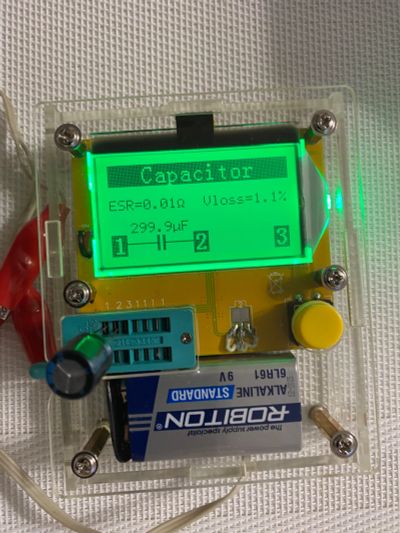 Capacitor
ESR=0.01Ω Vloss=1.1%
299.9µF
1 2 3
1 2 3 1 1 1 1
6LR61
9 V
ALKALINE
STANDARD
ROBITON®
The power supply specialist